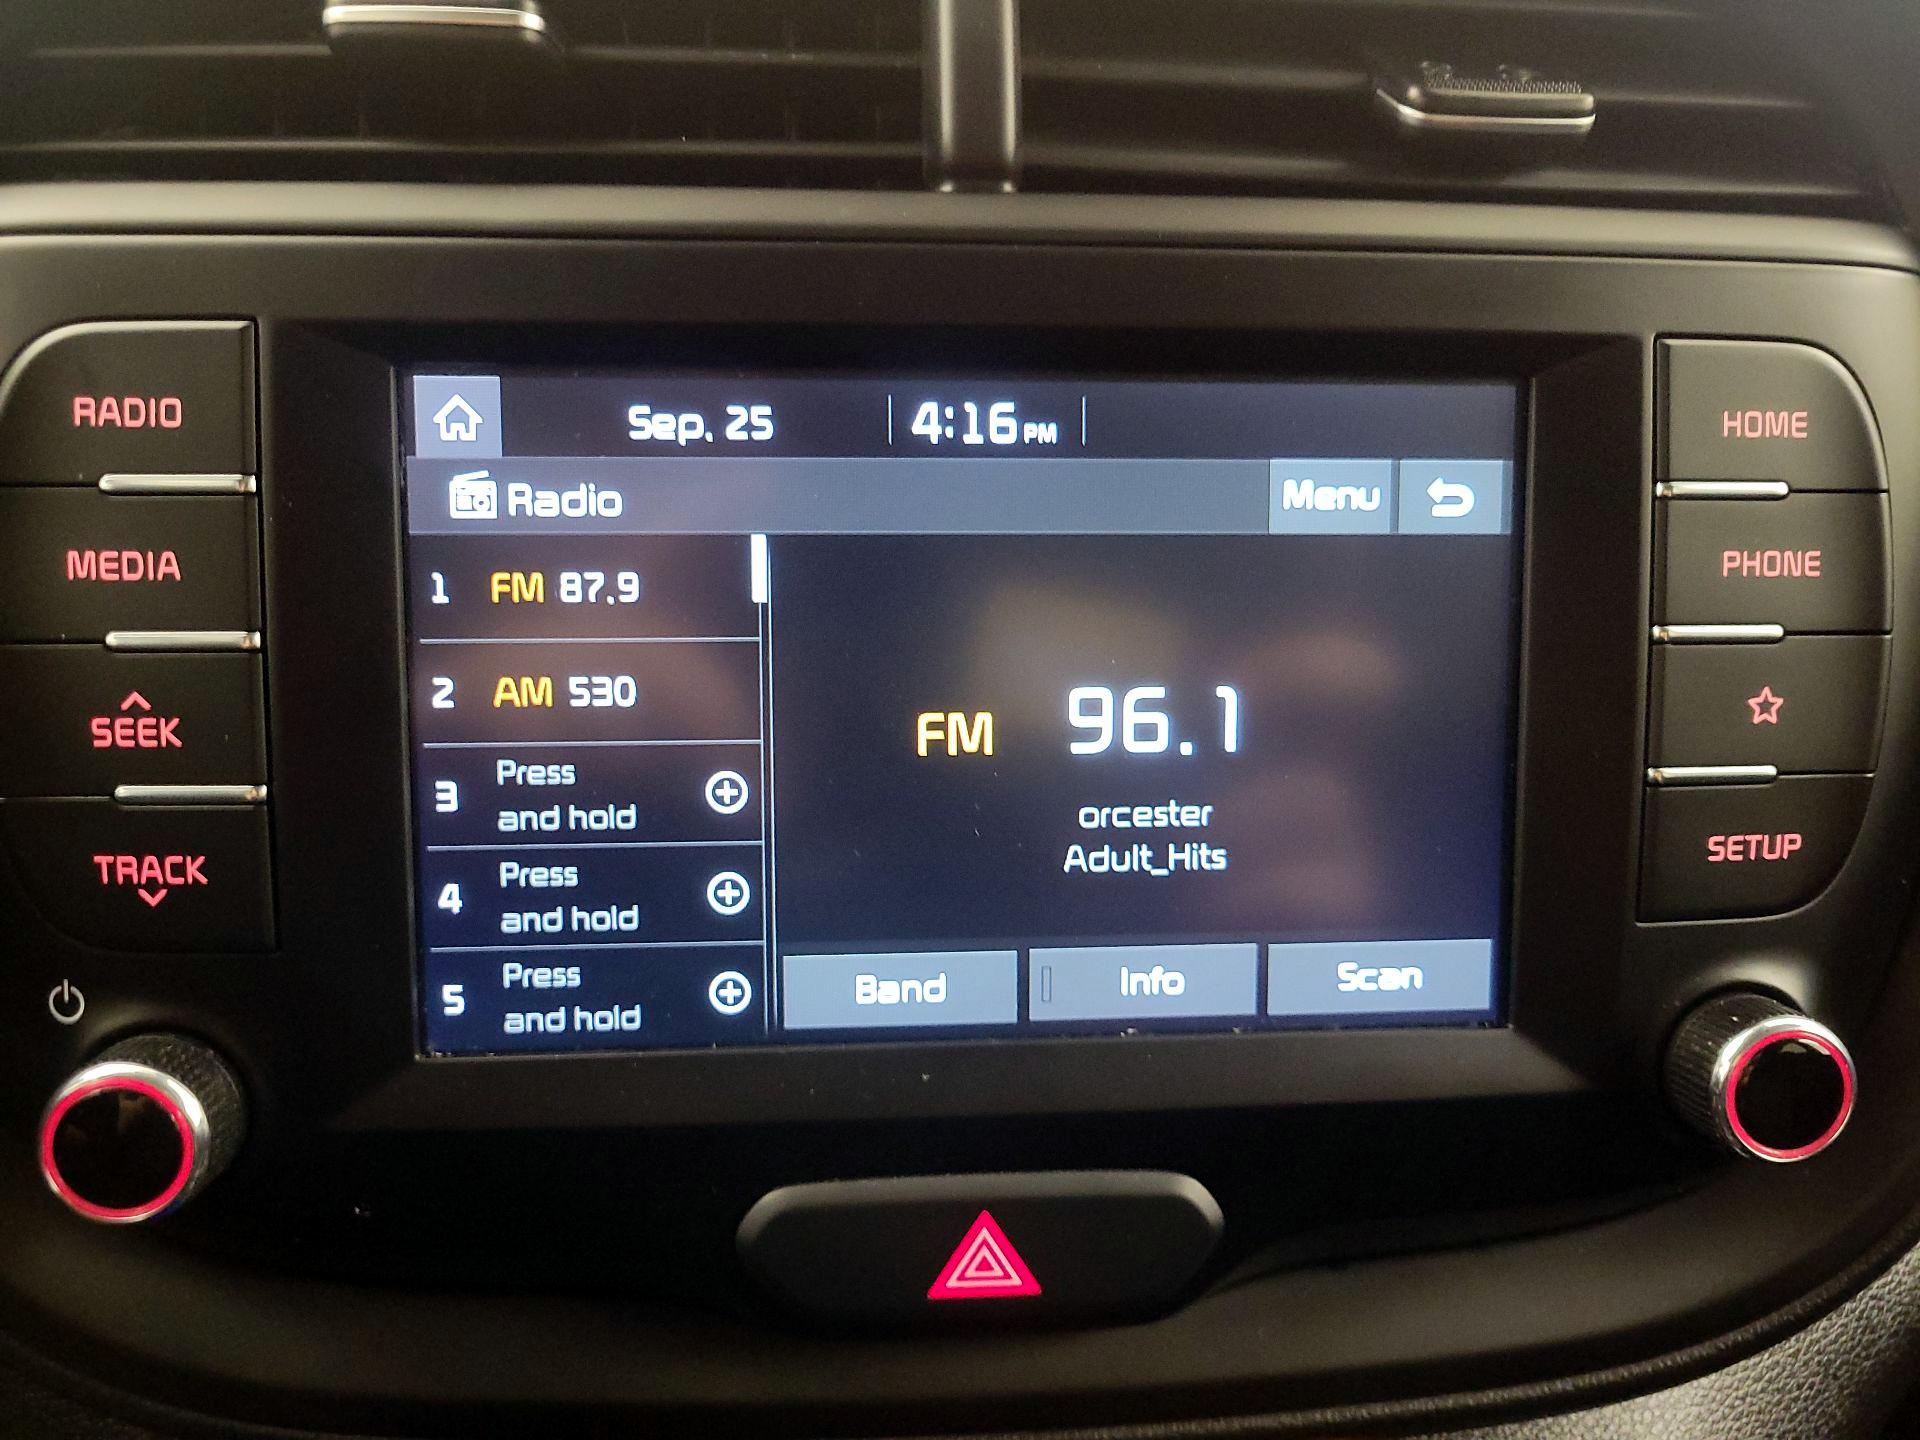 RADIO
MEDIA
SEEK
TRACK
Sep. 25
4:16 PM
Radio
Menu
1 FM 87.9
2 AM 530
3 Press
and hold
4 Press
and hold
5 Press
and hold
FM 96.1
orcester
Adult_Hits
Band
Info
Scan
HOME
PHONE
SETUP